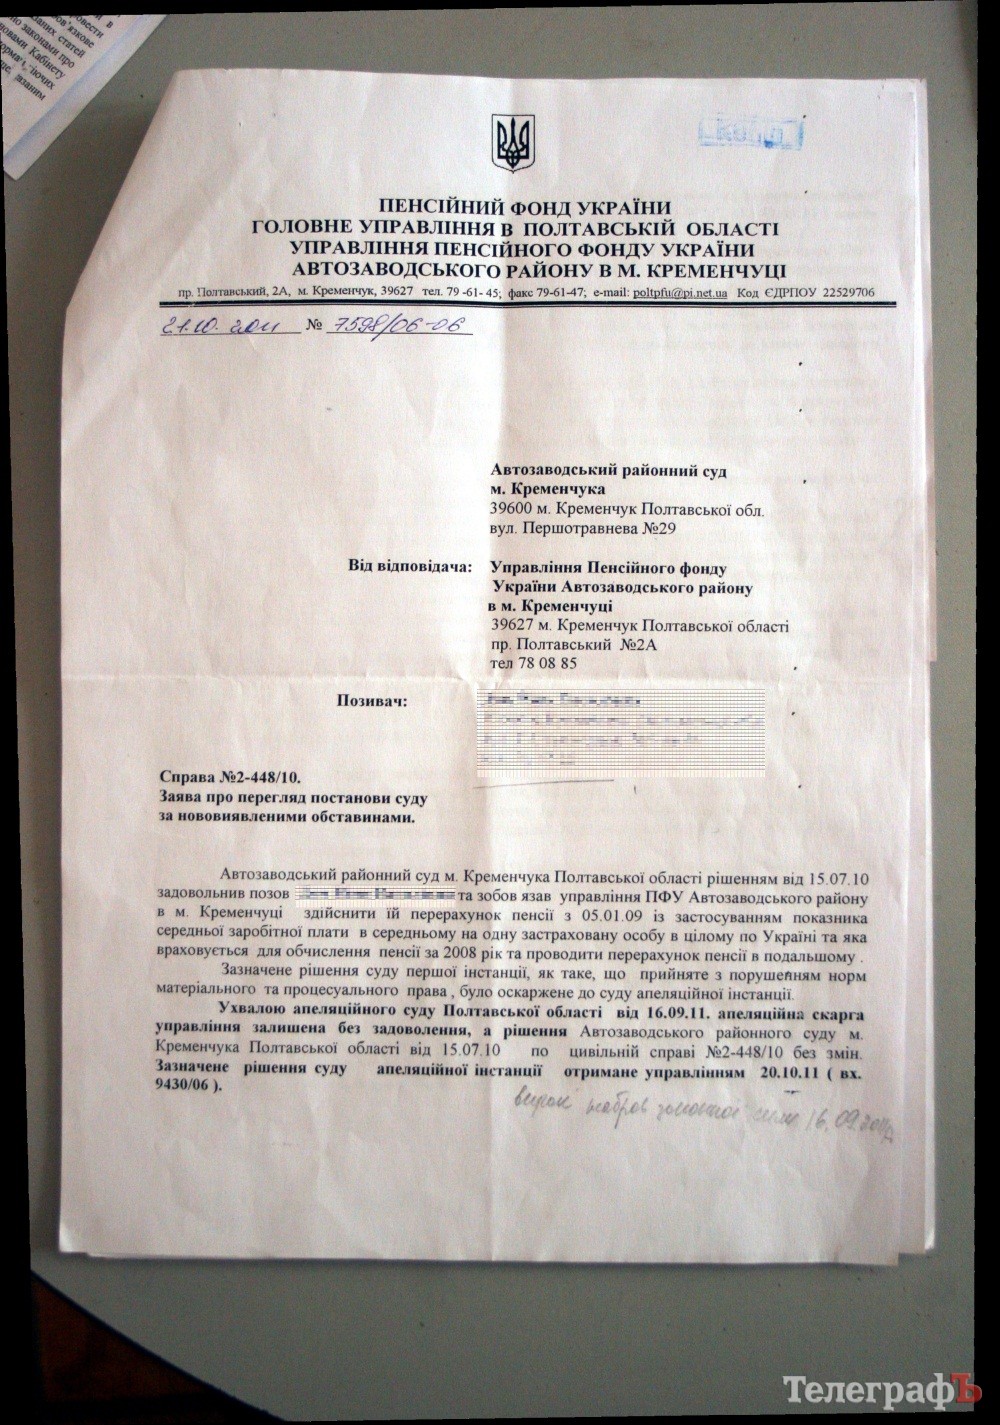 КОПІЯ
ПЕНСІЙНИЙ ФОНД УКРАЇНИ
ГОЛОВНЕ УПРАВЛІННЯ В ПОЛТАВСЬКІЙ ОБЛАСТІ
УПРАВЛІННЯ ПЕНСІЙНОГО ФОНДУ УКРАЇНИ
АВТОЗАВОДСЬКОГО РАЙОНУ В М. КРЕМЕНЧУЦІ
пр. Полтавський, 2А, м. Кременчук, 39627 тел. 79 -61- 45; факс 79-61-47; e-mail: poltpfu@pi.net.ua Код ЄДРПОУ 22529706
21.10. 2011 № 7598/06-06
Автозаводський районний суд
м. Кременчука
39600 м. Кременчук Полтавської обл.
вул. Першотравнева №29
Від відповідача: Управління Пенсійного фонду
України Автозаводського району
в м. Кременчуці
39627 м. Кременчук Полтавської області
пр. Полтавський №2А
тел 78 08 85
Позивач:
Справа №2-448/10.
Заява про перегляд постанови суду
за нововиявленими обставинами.
Автозаводський районний суд м. Кременчука Полтавської області рішенням від 15.07.10
задовольнив позов та зобов язав управління ПФУ Автозаводського району
в м. Кременчуці здійснити їй перерахунок пенсії з 05.01.09 із застосуванням показника
середньої заробітної плати в середньому на одну застраховану особу в цілому по Україні та яка
враховується для обчислення пенсії за 2008 рік та проводити перерахунок пенсії в подальшому .
Зазначене рішення суду першої інстанції, як таке, що прийняте з порушенням норм
матеріального та процесуального права , було оскаржене до суду апеляційної інстанції.
Ухвалою апеляційного суду Полтавської області від 16.09.11. апеляційна скарга
управління залишена без задоволення, а рішення Автозаводського районного суду м.
Кременчука Полтавської області від 15.07.10 по цивільній справі №2-448/10 без змін.
Зазначене рішення суду апеляційної інстанції отримане управлінням 20.10.11 ( вх.
9430/06 ).
16.09.2011
ТелеграфЪ